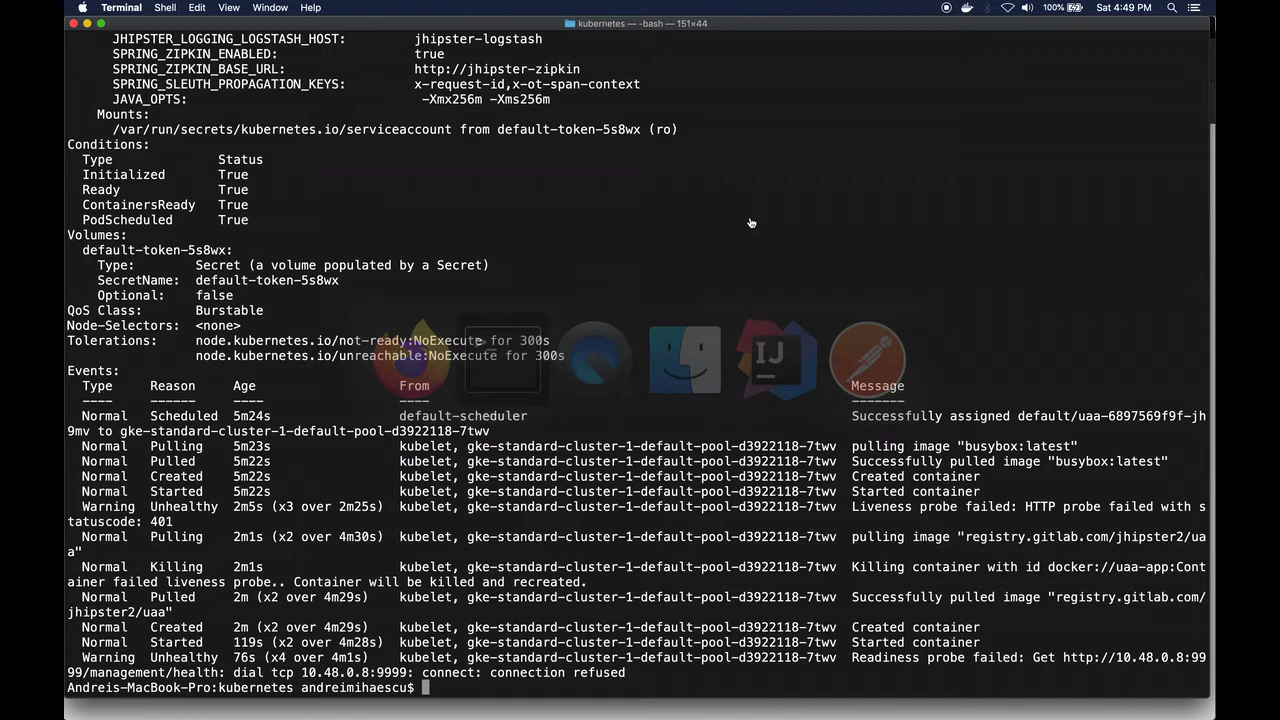 Terminal Shell Edit View Window Help 100% Sat 4:49 PM
kubernetes — -bash — 151×44
JHIPSTER_LOGGING_LOGSTASH_HOST: jhipster-logstash
SPRING_ZIPKIN_ENABLED: true
SPRING_ZIPKIN_BASE_URL: http://jhipster-zipkin
SPRING_SLEUTH_PROPAGATION_KEYS: x-request-id,x-ot-span-context
JAVA_OPTS: -Xmx256m -Xms256m
Mounts:
/var/run/secrets/kubernetes.io/serviceaccount from default-token-5s8wx (ro)
Conditions:
Type Status
Initialized True
Ready True
ContainersReady True
PodScheduled True
Volumes:
default-token-5s8wx:
Type: Secret (a volume populated by a Secret)
SecretName: default-token-5s8wx
Optional: false
QoS Class: Burstable
Node-Selectors: <none>
Tolerations: node.kubernetes.io/not-ready:NoExecute for 300s
node.kubernetes.io/unreachable:NoExecute for 300s
IJ
Events:
Type Reason Age From Message
---- ------ ---- ---- -------
Normal Scheduled 5m24s default-scheduler Successfully assigned default/uaa-6897569f9f-jh
9mv to gke-standard-cluster-1-default-pool-d3922118-7twv
Normal Pulling 5m23s kubelet, gke-standard-cluster-1-default-pool-d3922118-7twv pulling image "busybox:latest"
Normal Pulled 5m22s kubelet, gke-standard-cluster-1-default-pool-d3922118-7twv Successfully pulled image "busybox:latest"
Normal Created 5m22s kubelet, gke-standard-cluster-1-default-pool-d3922118-7twv Created container
Normal Started 5m22s kubelet, gke-standard-cluster-1-default-pool-d3922118-7twv Started container
Warning Unhealthy 2m5s (x3 over 2m25s) kubelet, gke-standard-cluster-1-default-pool-d3922118-7twv Liveness probe failed: HTTP probe failed with s
tatuscode: 401
Normal Pulling 2m1s (x2 over 4m30s) kubelet, gke-standard-cluster-1-default-pool-d3922118-7twv pulling image "registry.gitlab.com/jhipster2/ua
a"
Normal Killing 2m1s kubelet, gke-standard-cluster-1-default-pool-d3922118-7twv Killing container with id docker://uaa-app:Cont
ainer failed liveness probe.. Container will be killed and recreated.
Normal Pulled 2m (x2 over 4m29s) kubelet, gke-standard-cluster-1-default-pool-d3922118-7twv Successfully pulled image "registry.gitlab.com/
jhipster2/uaa"
Normal Created 2m (x2 over 4m29s) kubelet, gke-standard-cluster-1-default-pool-d3922118-7twv Created container
Normal Started 119s (x2 over 4m28s) kubelet, gke-standard-cluster-1-default-pool-d3922118-7twv Started container
Warning Unhealthy 76s (x4 over 4m1s) kubelet, gke-standard-cluster-1-default-pool-d3922118-7twv Readiness probe failed: Get http://10.48.0.8:99
99/management/health: dial tcp 10.48.0.8:9999: connect: connection refused
Andreis-MacBook-Pro:kubernetes andreimihaescu$